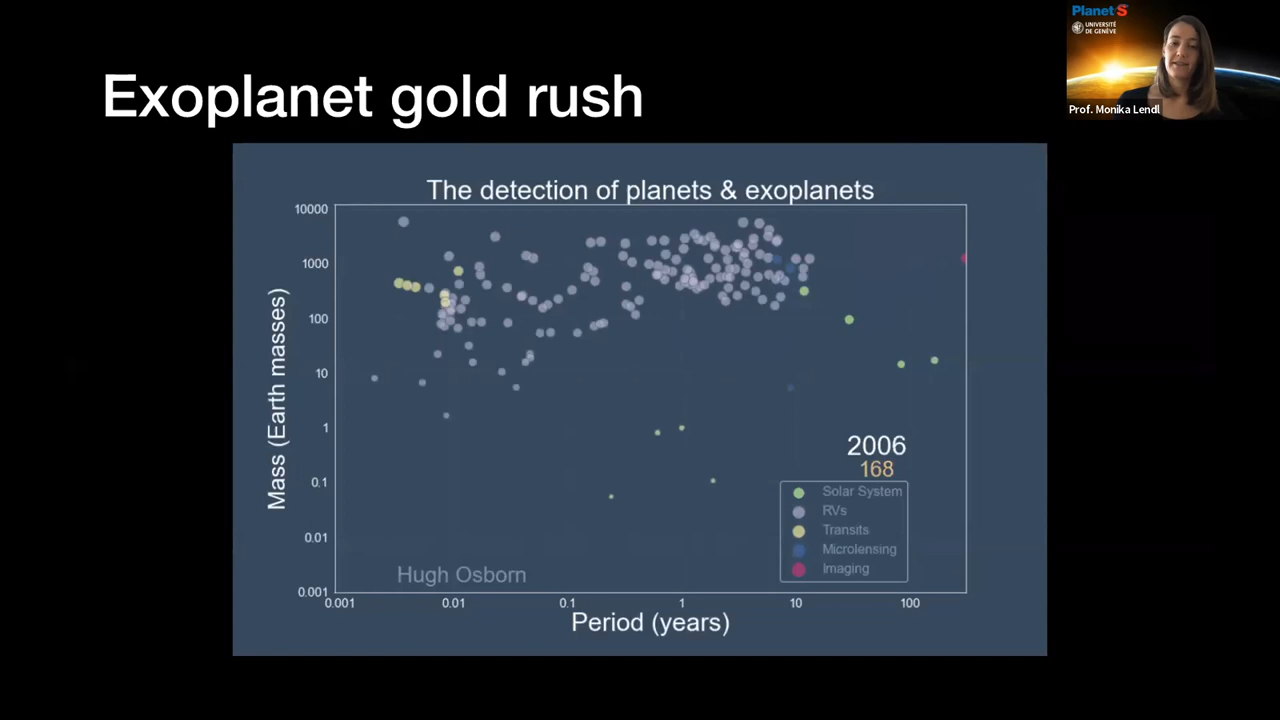 Planet S
UNIVERSITÉ
DE GENÈVE
Prof. Monika Lendl
Exoplanet gold rush
The detection of planets & exoplanets
10000
1000
100
10
1
0.1
0.01
0.001
Mass (Earth masses)
2006
168
Solar System
RVs
Transits
Microlensing
Imaging
Hugh Osborn
0.001 0.01 0.1 1 10 100
Period (years)